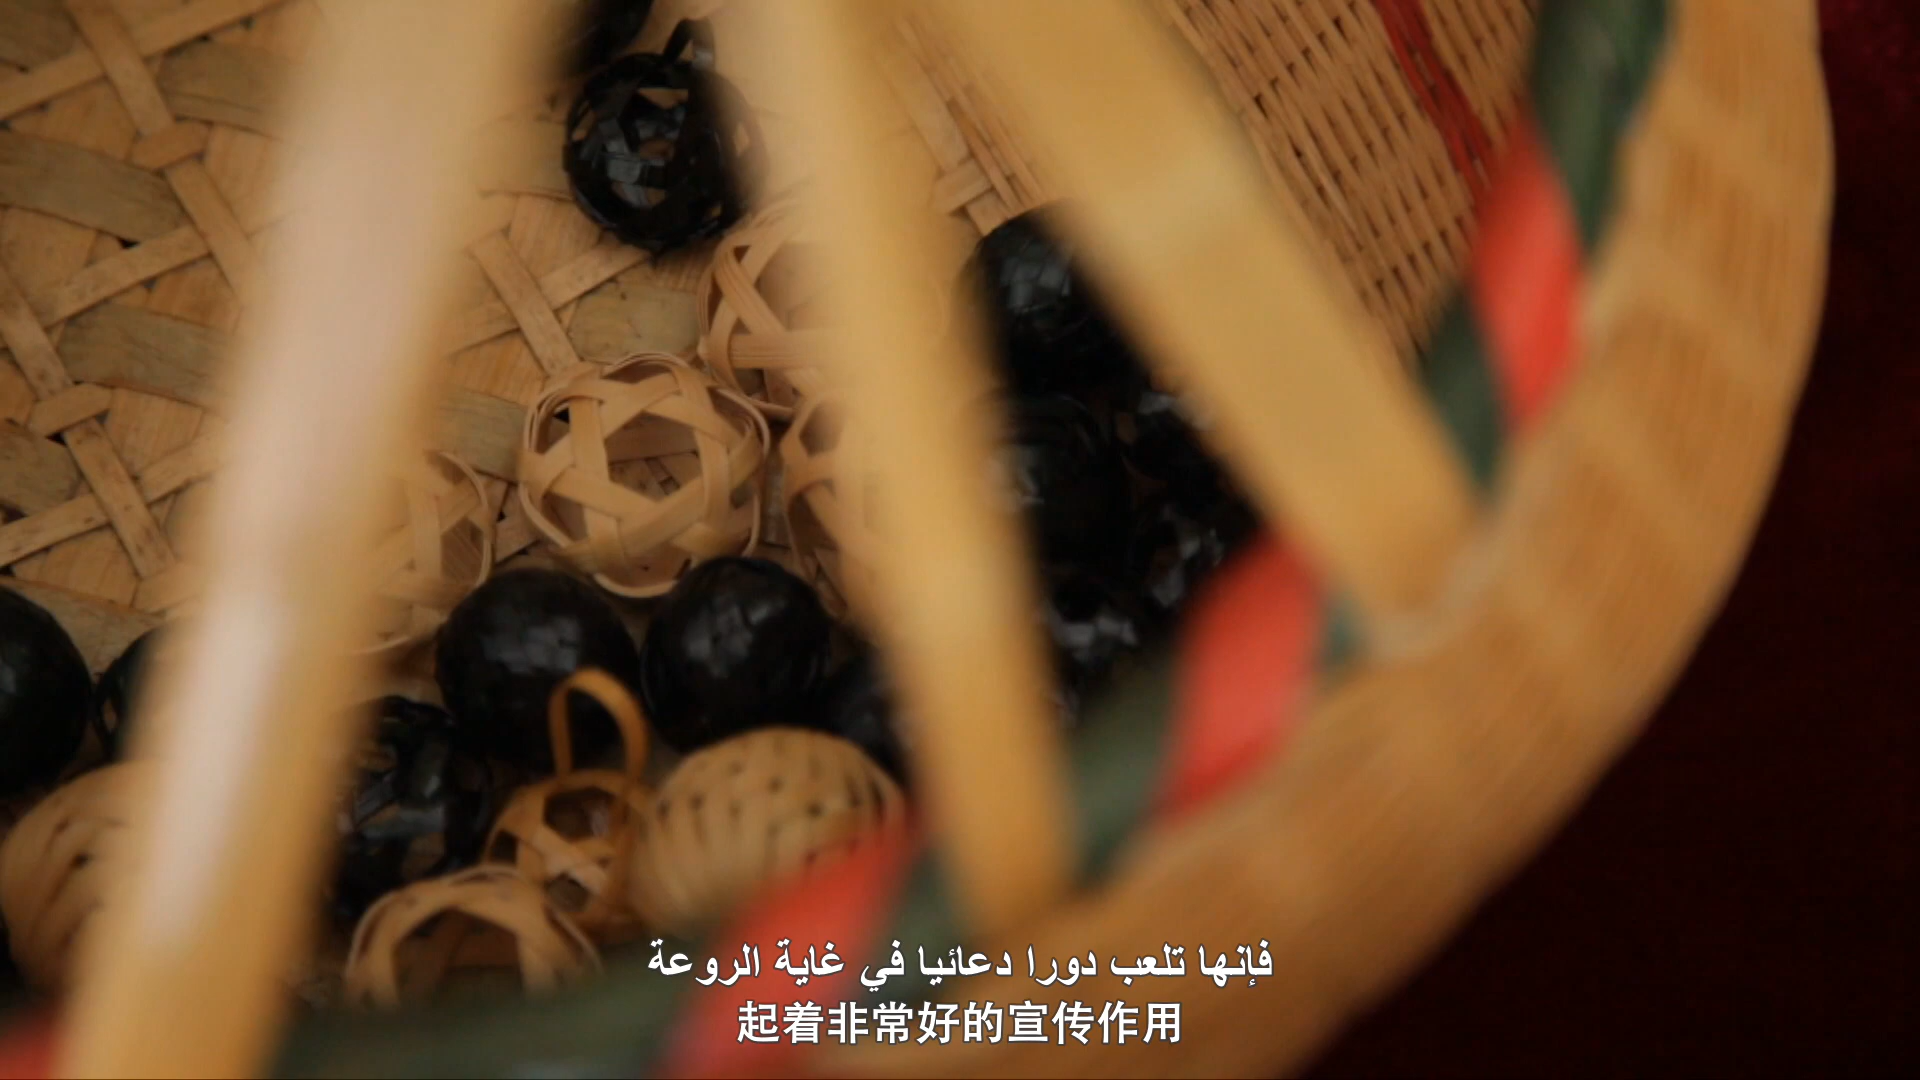 فإنها تلعب دورا دعائيا في غاية الروعة
起着非常好的宣传作用